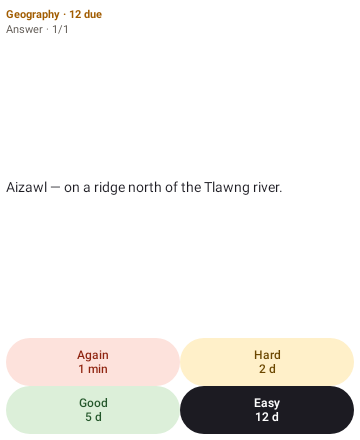 Geography · 12 due
Answer · 1/1
Aizawl — on a ridge north of the Tlawng river.
Again
1 min
Hard
2 d
Good
5 d
Easy
12 d